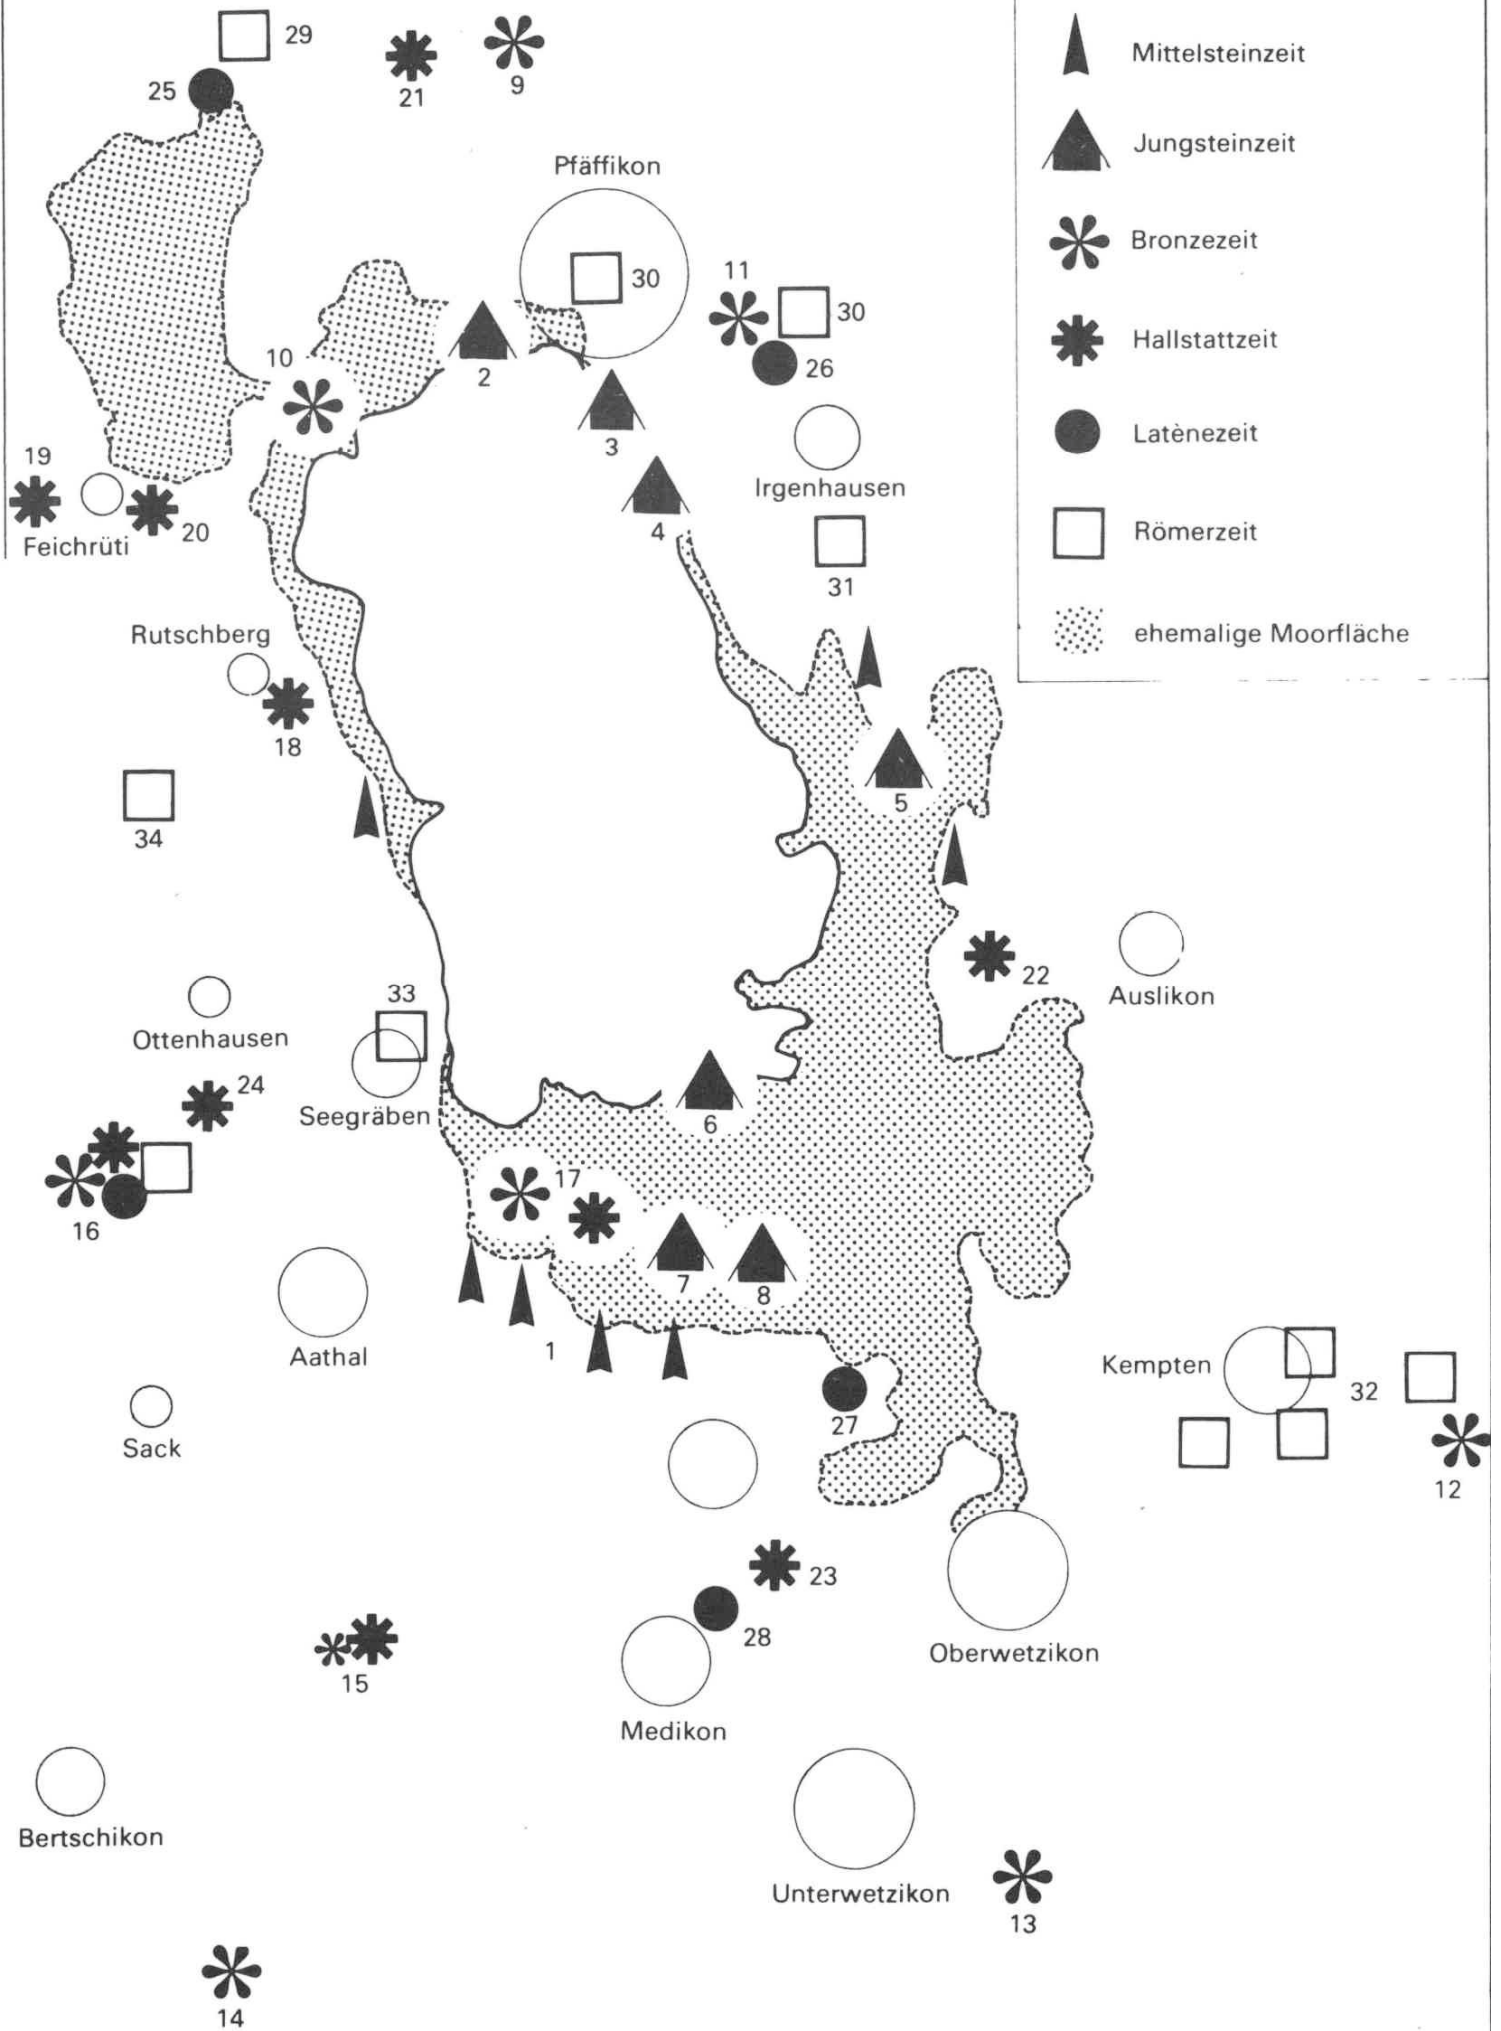 29
25
21
9
Mittelsteinzeit
Jungsteinzeit
Pfäffikon
Bronzezeit
30
11
30
Hallstattzeit
10
2
26
3
Latènezeit
19
Irgenhausen
20
4
Feichrüti
Römerzeit
31
Rutschberg
ehemalige Moorfläche
18
5
34
22
Auslikon
33
Ottenhausen
24
Seegräben
6
17
16
7
8
1
Aathal
Kempten
32
27
Sack
12
23
28
Oberwetzikon
15
Medikon
Bertschikon
Unterwetzikon
13
14